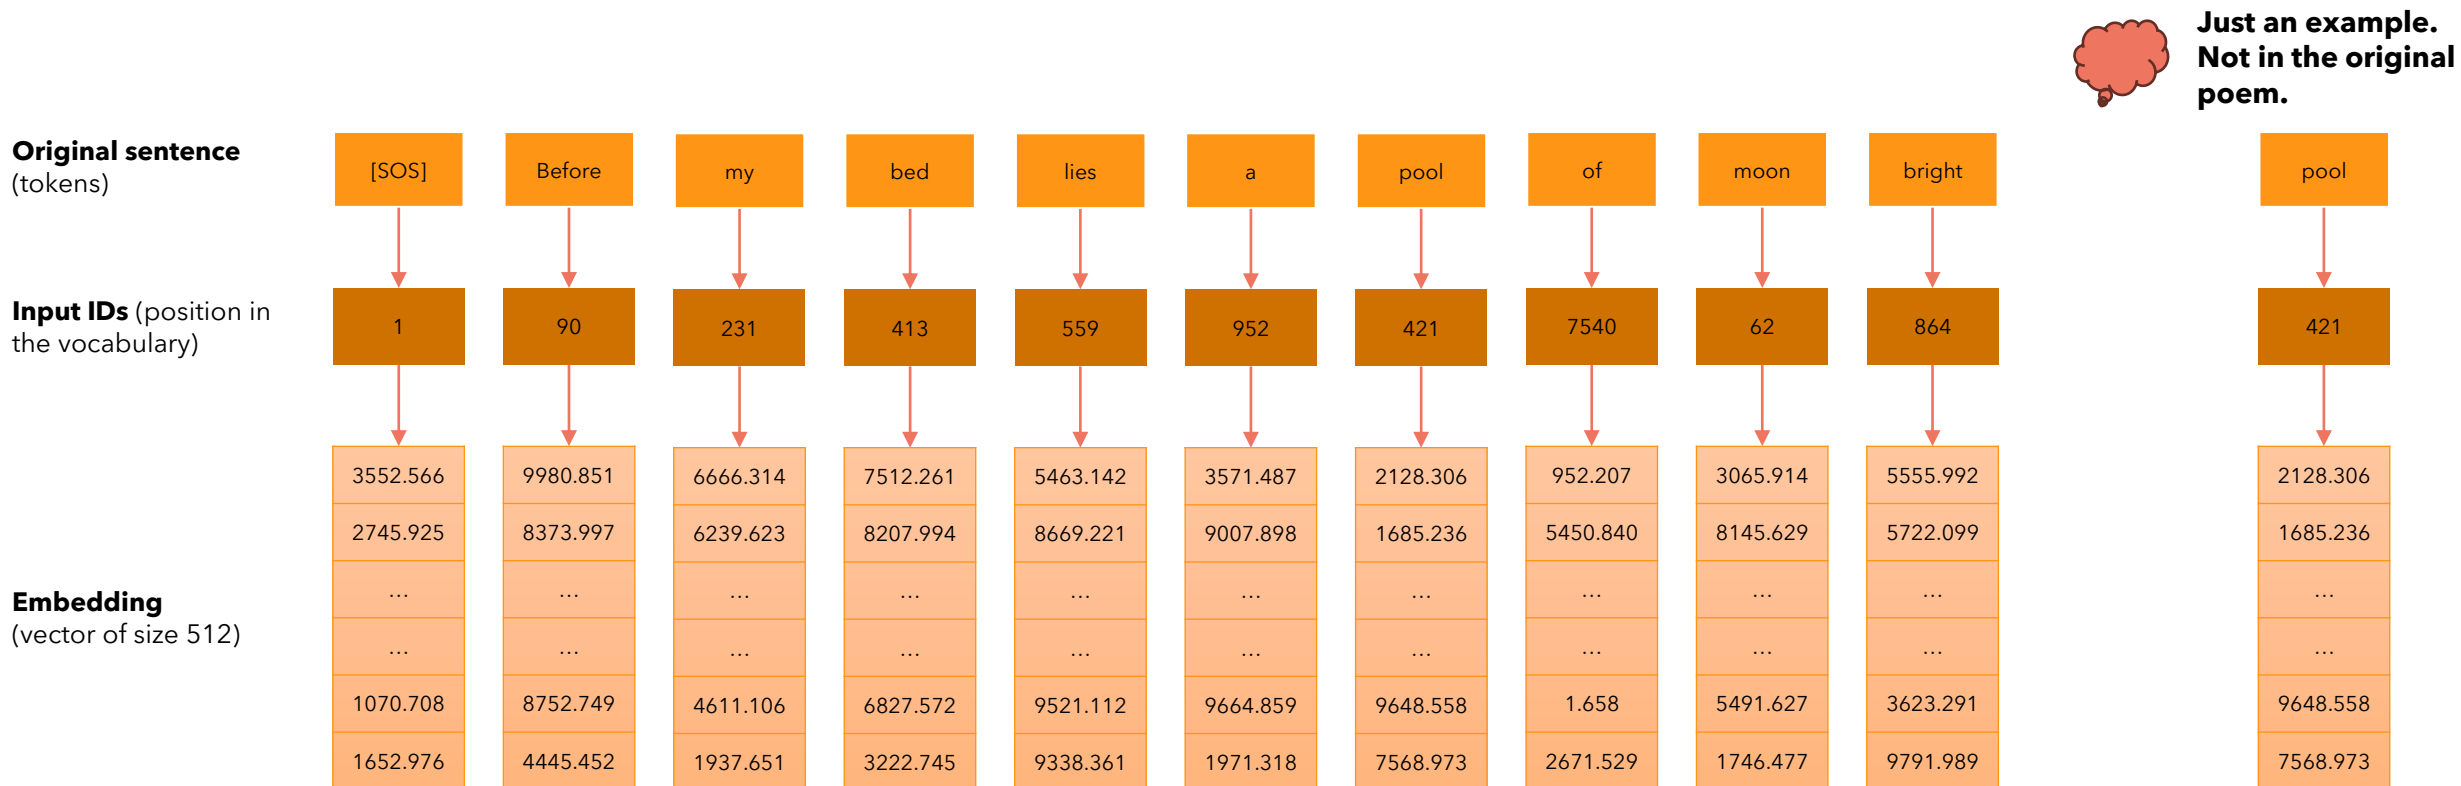 Just an example.
Not in the original
poem.
Original sentence
(tokens)
[SOS] Before my bed lies a pool of moon bright pool
Input IDs (position in
the vocabulary)
1 90 231 413 559 952 421 7540 62 864 421
Embedding
(vector of size 512)
3552.566 9980.851 6666.314 7512.261 5463.142 3571.487 2128.306 952.207 3065.914 5555.992 2128.306
2745.925 8373.997 6239.623 8207.994 8669.221 9007.898 1685.236 5450.840 8145.629 5722.099 1685.236
... ... ... ... ... ... ... ... ... ... ...
... ... ... ... ... ... ... ... ... ... ...
1070.708 8752.749 4611.106 6827.572 9521.112 9664.859 9648.558 1.658 5491.627 3623.291 9648.558
1652.976 4445.452 1937.651 3222.745 9338.361 1971.318 7568.973 2671.529 1746.477 9791.989 7568.973